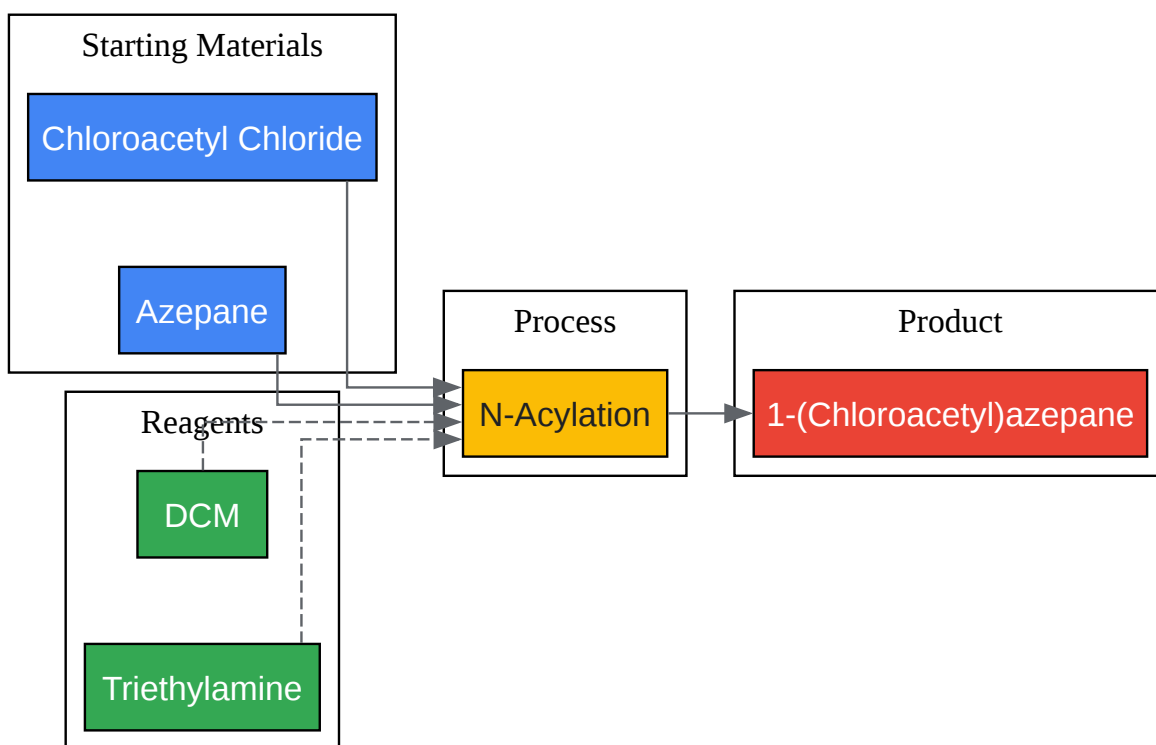 Starting Materials
Chloroacetyl Chloride
Azepane
Reagents
DCM
Triethylamine
Process
N-Acylation
Product
1-(Chloroacetyl)azepane